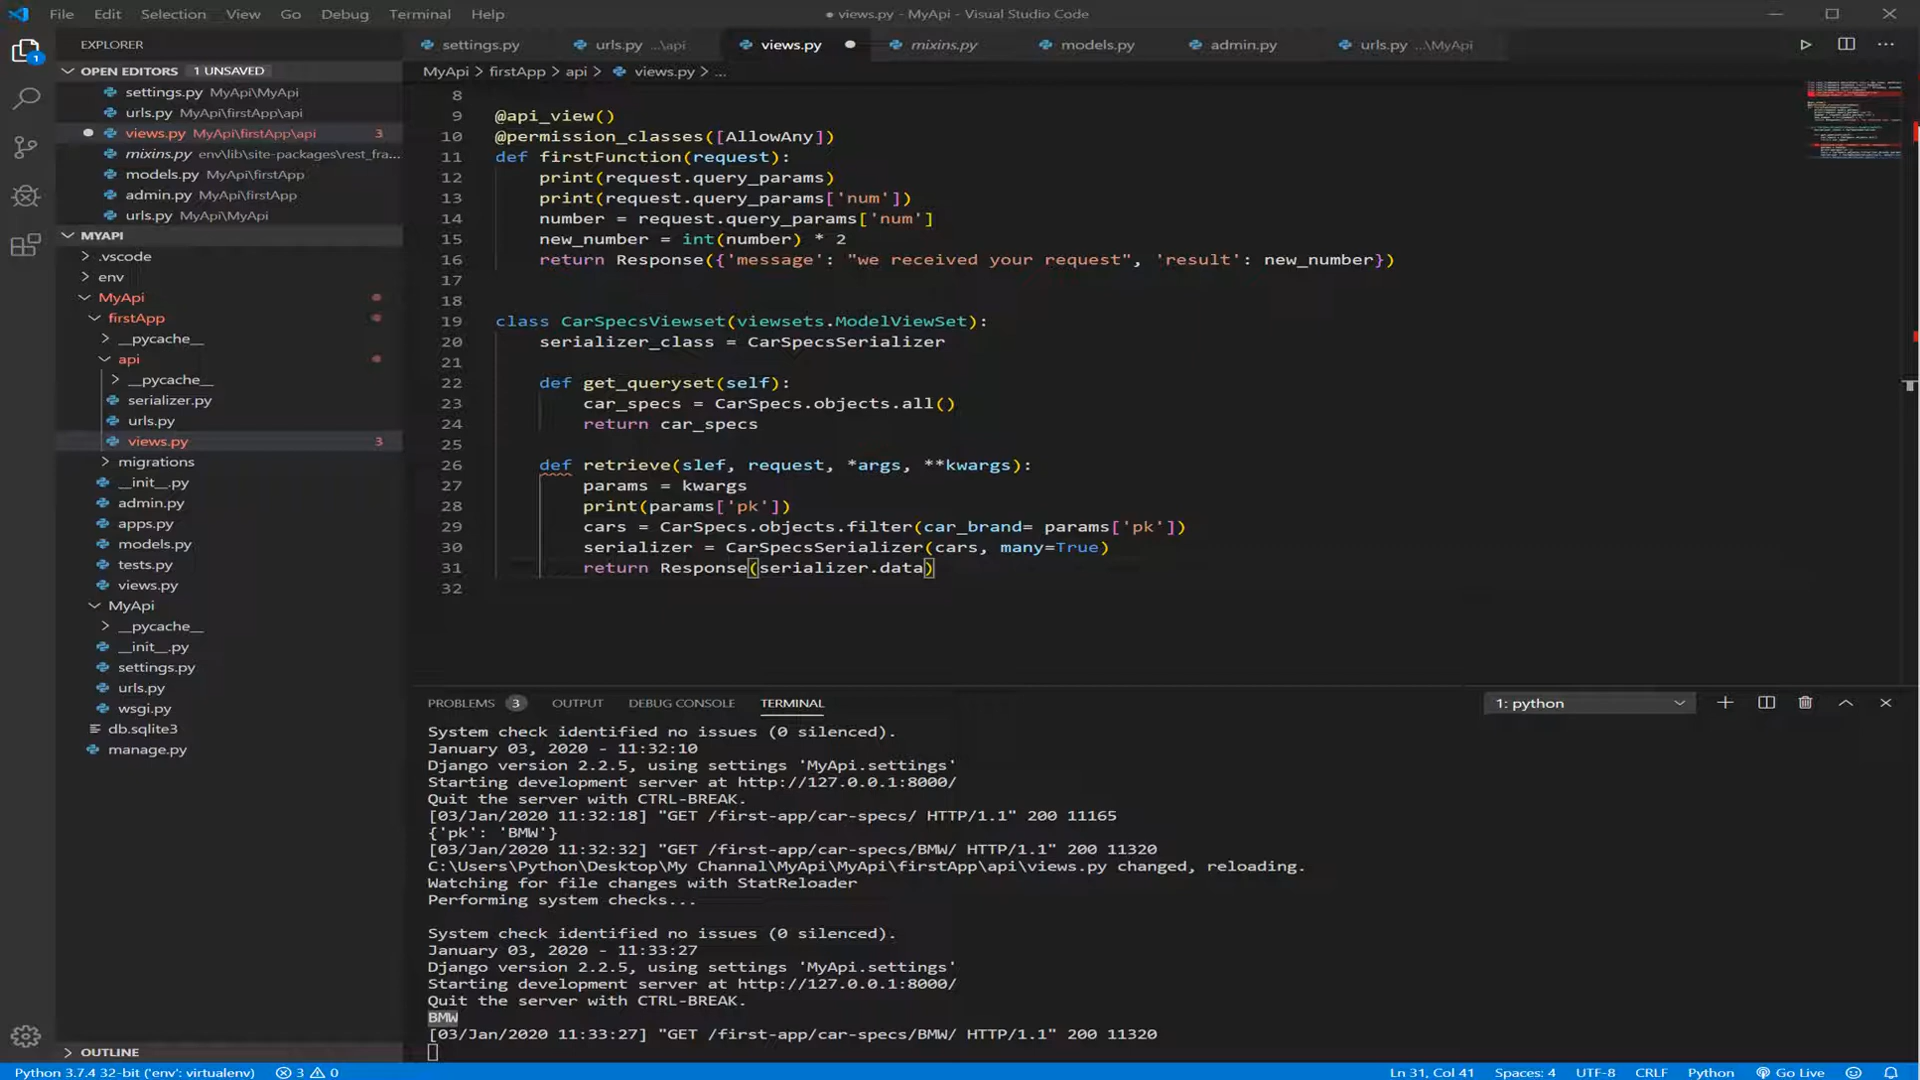 File Edit Selection View Go Debug Terminal Help
views.py - MyApi - Visual Studio Code
EXPLORER
settings.py
urls.py ...\api
views.py
mixins.py
models.py
admin.py
urls.py ...\MyApi
OPEN EDITORS 1 UNSAVED
MyApi > firstApp > api > views.py > ...
settings.py MyApi\MyApi
urls.py MyApi\firstApp\api
views.py MyApi\firstApp\api 3
mixins.py env\lib\site-packages\rest_fra...
models.py MyApi\firstApp
admin.py MyApi\firstApp
urls.py MyApi\MyApi
MYAPI
.vscode
env
MyApi
firstApp
__pycache__
api
__pycache__
serializer.py
urls.py
views.py 3
migrations
__init__.py
admin.py
apps.py
models.py
tests.py
views.py
MyApi
__pycache__
__init__.py
settings.py
urls.py
wsgi.py
db.sqlite3
manage.py
OUTLINE
8
9 @api_view()
10 @permission_classes([AllowAny])
11 def firstFunction(request):
12 print(request.query_params)
13 print(request.query_params['num'])
14 number = request.query_params['num']
15 new_number = int(number) * 2
16 return Response({'message': "we received your request", 'result': new_number})
17
18
19 class CarSpecsViewset(viewsets.ModelViewSet):
20 serializer_class = CarSpecsSerializer
21
22 def get_queryset(self):
23 car_specs = CarSpecs.objects.all()
24 return car_specs
25
26 def retrieve(slef, request, *args, **kwargs):
27 params = kwargs
28 print(params['pk'])
29 cars = CarSpecs.objects.filter(car_brand= params['pk'])
30 serializer = CarSpecsSerializer(cars, many=True)
31 return Response(serializer.data)
32
PROBLEMS 3 OUTPUT DEBUG CONSOLE TERMINAL
1: python
System check identified no issues (0 silenced).
January 03, 2020 - 11:32:10
Django version 2.2.5, using settings 'MyApi.settings'
Starting development server at http://127.0.0.1:8000/
Quit the server with CTRL-BREAK.
[03/Jan/2020 11:32:18] "GET /first-app/car-specs/ HTTP/1.1" 200 11165
{'pk': 'BMW'}
[03/Jan/2020 11:32:32] "GET /first-app/car-specs/BMW/ HTTP/1.1" 200 11320
C:\Users\Python\Desktop\My Channal\MyApi\MyApi\firstApp\api\views.py changed, reloading.
Watching for file changes with StatReloader
Performing system checks...
System check identified no issues (0 silenced).
January 03, 2020 - 11:33:27
Django version 2.2.5, using settings 'MyApi.settings'
Starting development server at http://127.0.0.1:8000/
Quit the server with CTRL-BREAK.
BMW
[03/Jan/2020 11:33:27] "GET /first-app/car-specs/BMW/ HTTP/1.1" 200 11320
1
Python 3.7.4 32-bit ('env': virtualenv) 3 0
Ln 31, Col 41 Spaces: 4 UTF-8 CRLF Python Go Live